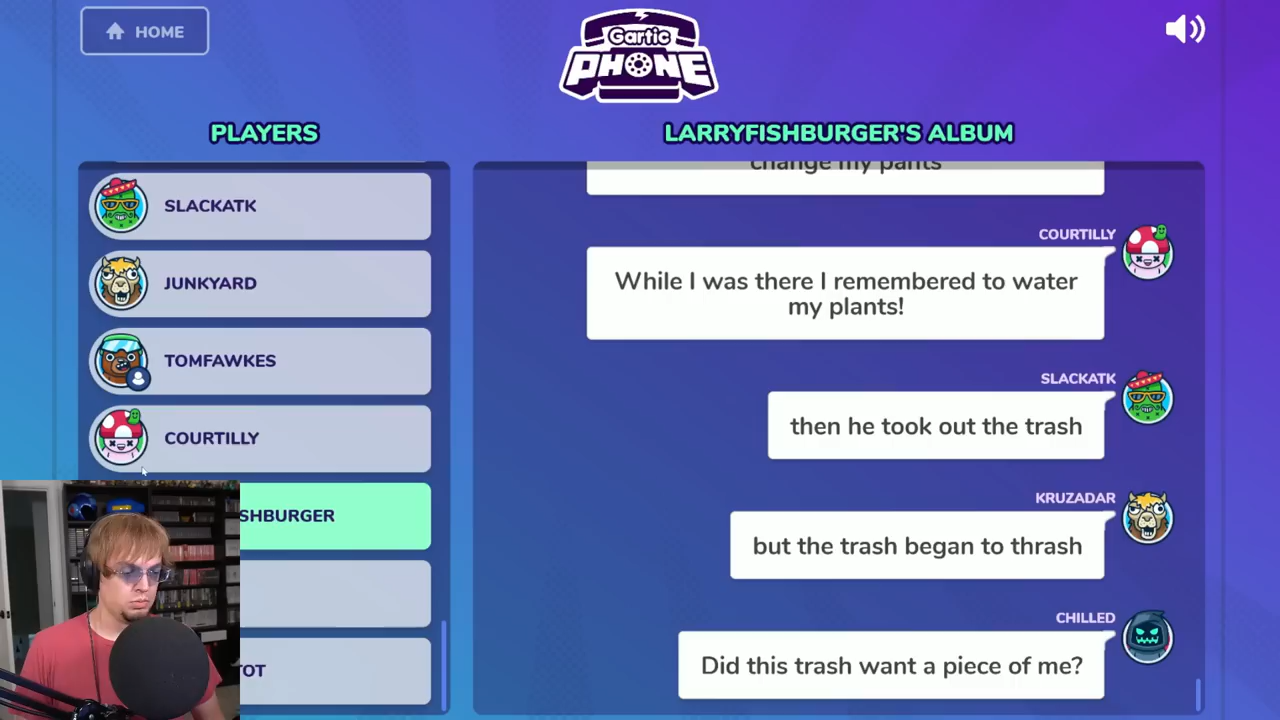 HOME
Gartic
PHONE
PLAYERS
LARRYFISHBURGER'S ALBUM
SLACKATK
JUNKYARD
TOMFAWKES
COURTILLY
SHBURGER
TOT
change my pants
COURTILLY
While I was there I remembered to water
my plants!
SLACKATK
then he took out the trash
KRUZADAR
but the trash began to thrash
CHILLED
Did this trash want a piece of me?